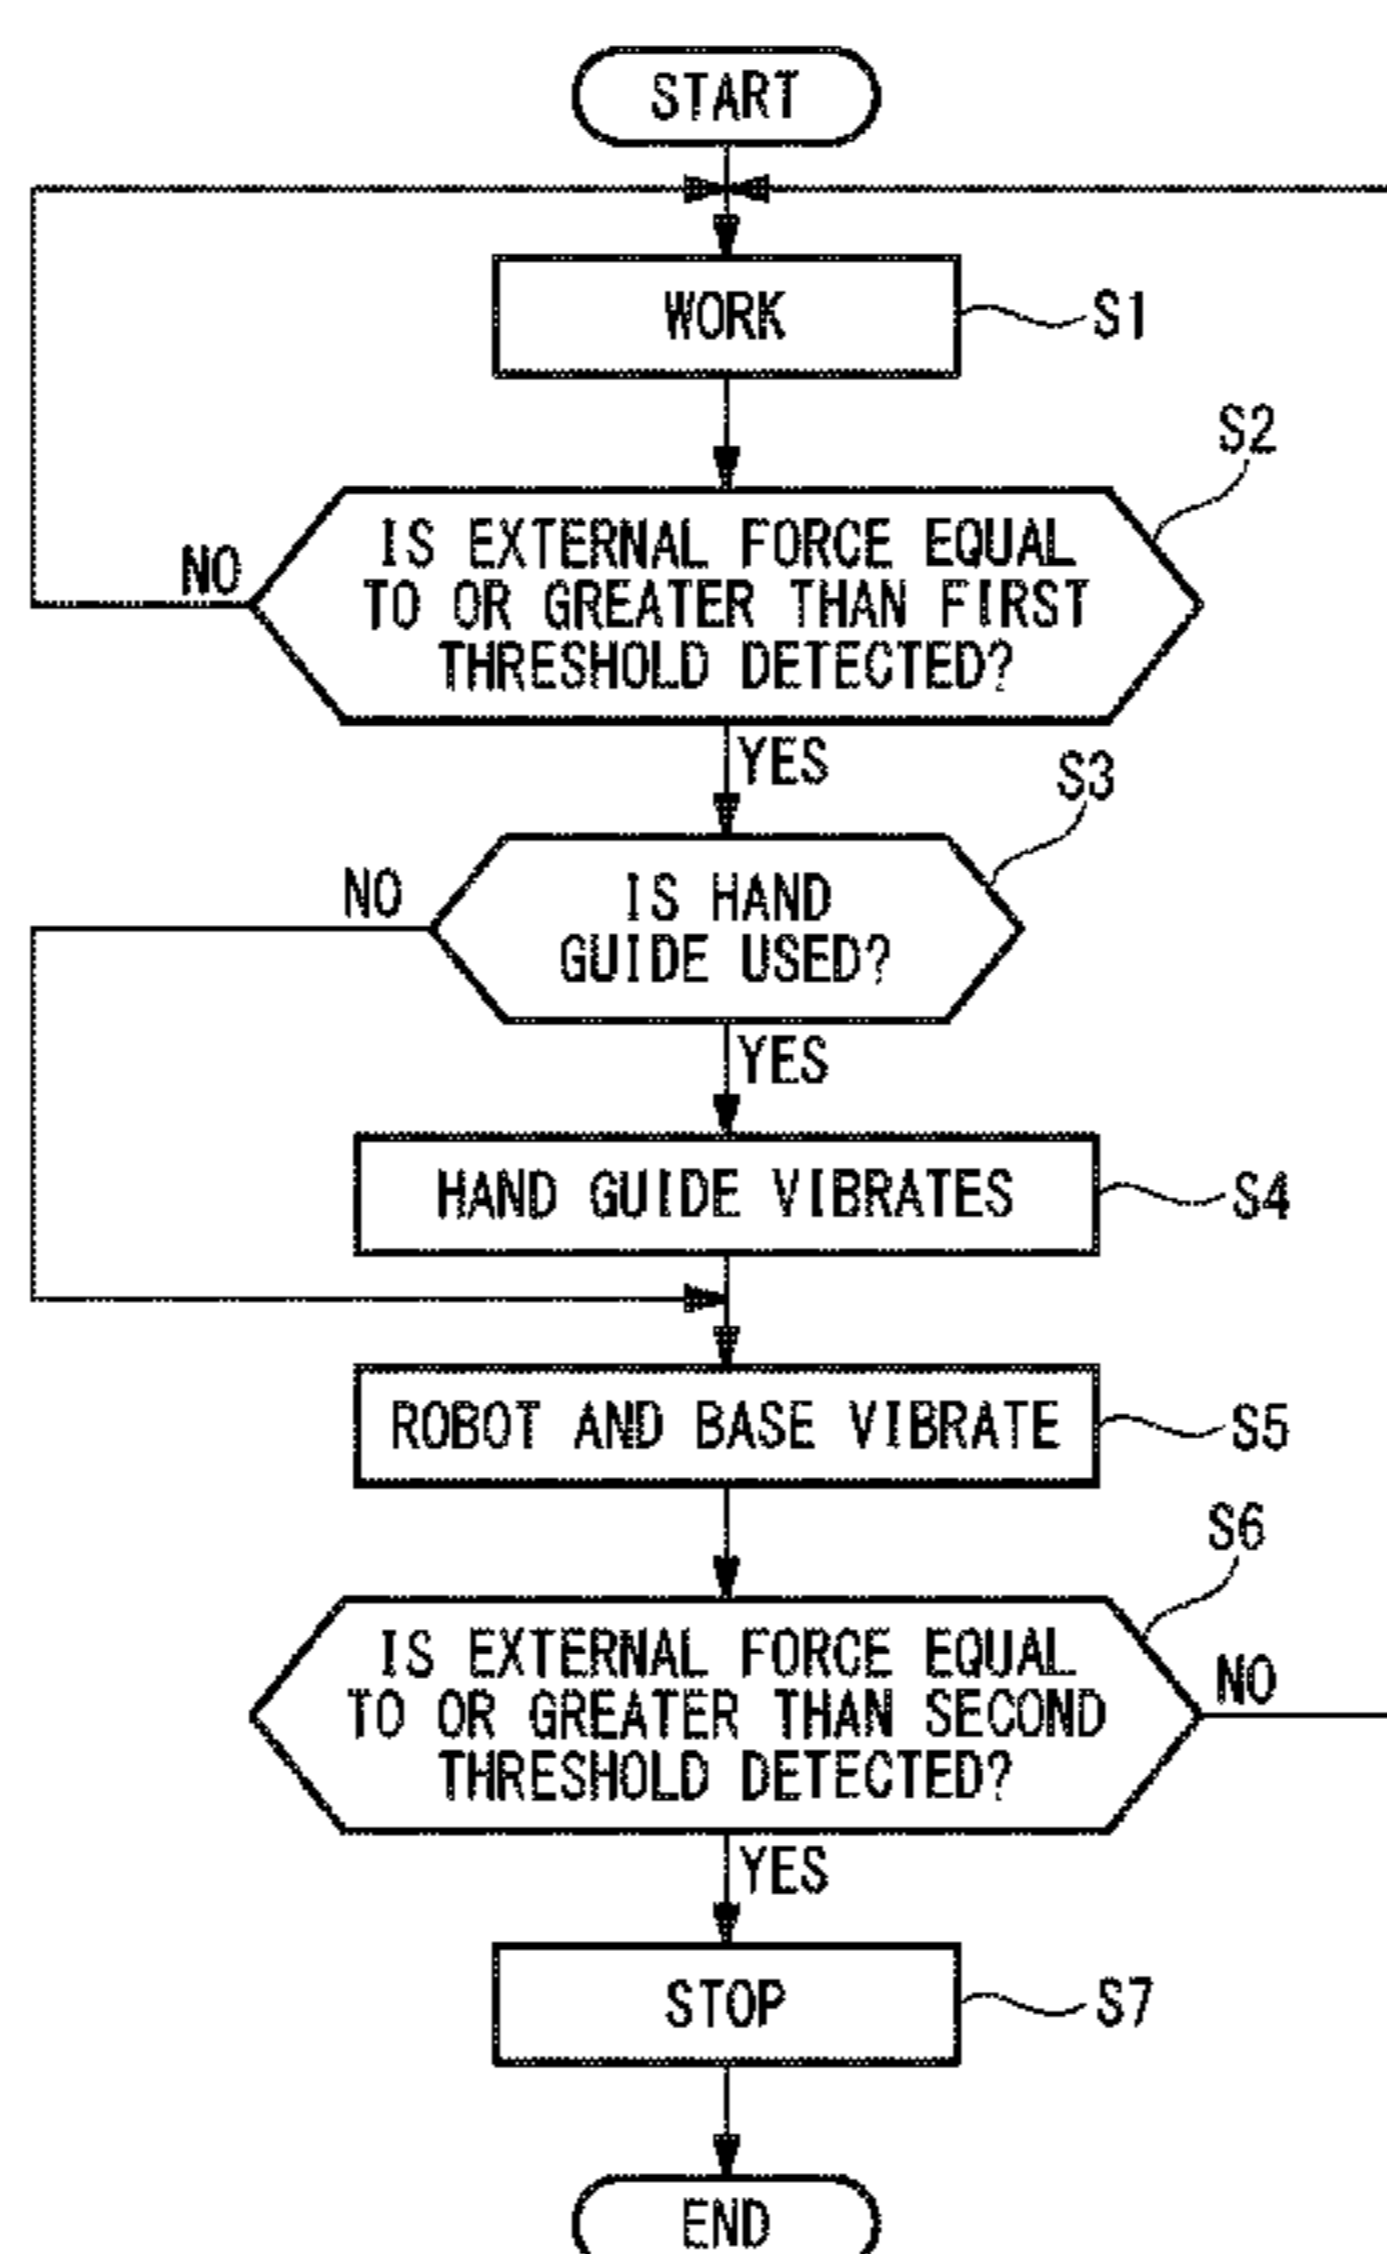 START
WORK
S1
S2
IS EXTERNAL FORCE EQUAL
TO OR GREATER THAN FIRST
THRESHOLD DETECTED?
NO
YES
S3
IS HAND
GUIDE USED?
NO
YES
HAND GUIDE VIBRATES
S4
ROBOT AND BASE VIBRATE
S5
S6
IS EXTERNAL FORCE EQUAL
TO OR GREATER THAN SECOND
THRESHOLD DETECTED?
NO
YES
STOP
S7
END